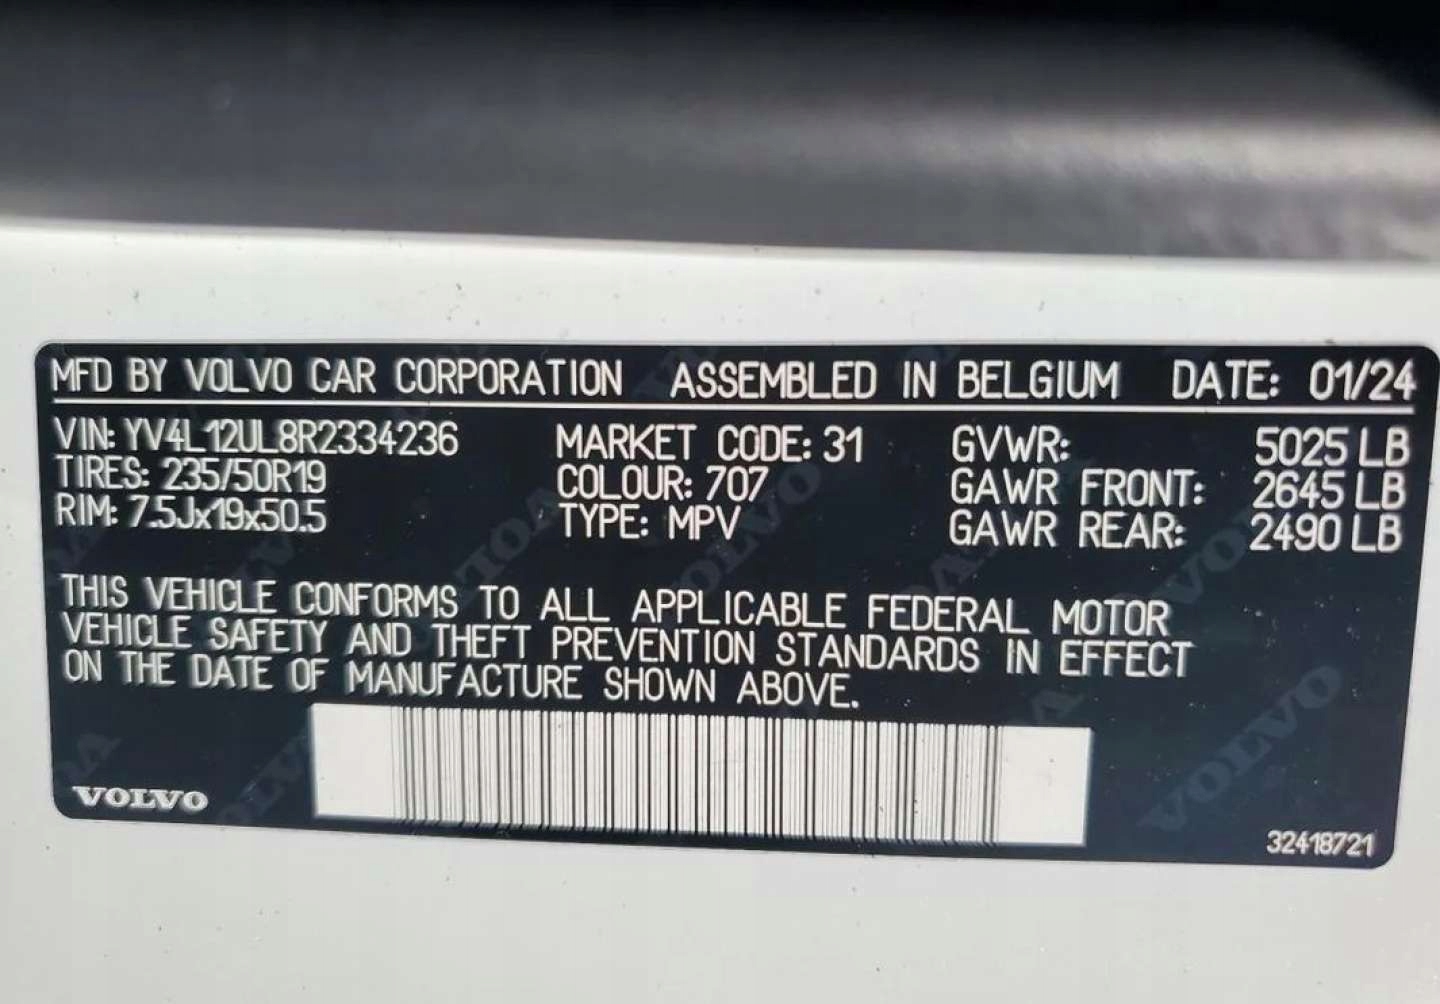 MFD BY VOLVO CAR CORPORATION ASSEMBLED IN BELGIUM DATE: 01/24
VIN: YV4L12UL8R2334236 MARKET CODE: 31 GVWR: 5025 LB
TIRES: 235/50R19 COLOUR: 707 GAWR FRONT: 2645 LB
RIM: 7.5Jx19x50.5 TYPE: MPV GAWR REAR: 2490 LB
THIS VEHICLE CONFORMS TO ALL APPLICABLE FEDERAL MOTOR
VEHICLE SAFETY AND THEFT PREVENTION STANDARDS IN EFFECT
ON THE DATE OF MANUFACTURE SHOWN ABOVE.
VOLVO
32418721